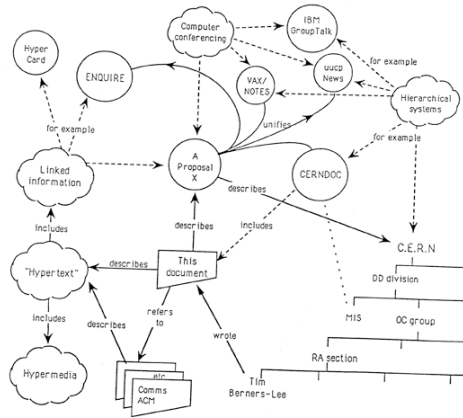 IBM
GroupTalk
Computer
conferencing
Hyper
Card
ENQUIRE
VAX/
NOTES
uucp
News
for example
Hierarchical
systems
for example
unifies
for example
Linked
information
A
Proposal
X
CERNDOC
describes
includes
describes
includes
C.E.R.N
"Hypertext"
describes
This
document
DD division
refers
to
describes
includes
wrote
MIS
OC group
RA section
Hypermedia
etc
Comms
ACM
Tim
Berners-Lee